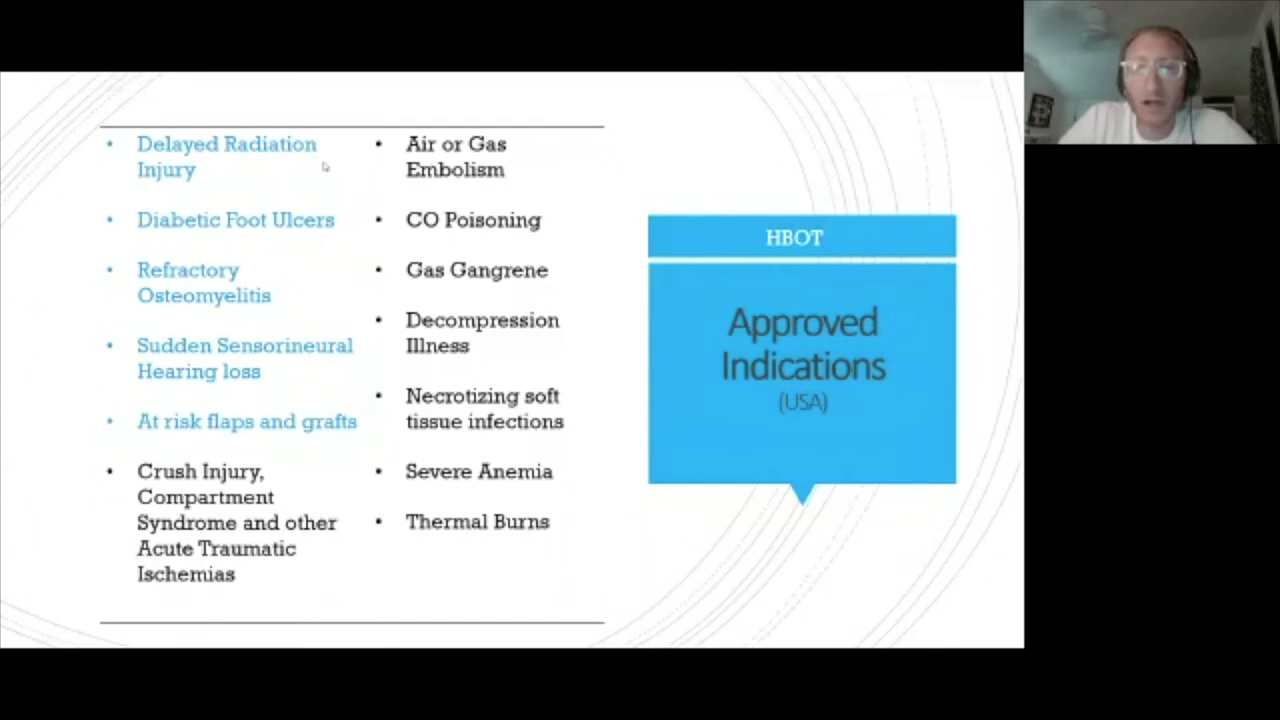 Delayed Radiation
Injury
Diabetic Foot Ulcers
Refractory
Osteomyelitis
Sudden Sensorineural
Hearing loss
At risk flaps and grafts
Crush Injury,
Compartment
Syndrome and other
Acute Traumatic
Ischemias
Air or Gas
Embolism
CO Poisoning
Gas Gangrene
Decompression
Illness
Necrotizing soft
tissue infections
Severe Anemia
Thermal Burns
HBOT
Approved
Indications
(USA)